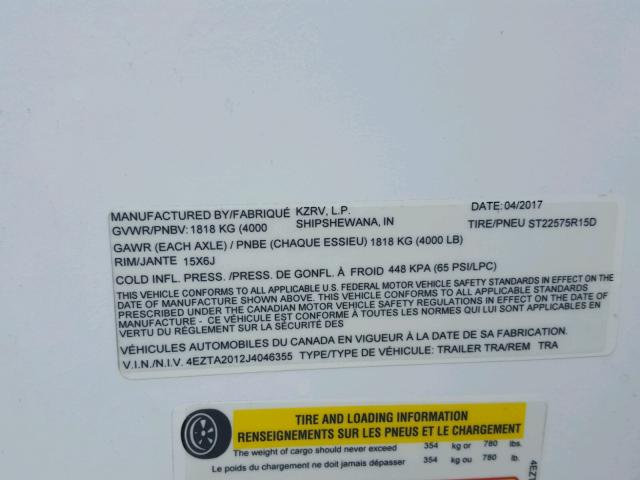 MANUFACTURED BY/FABRIQUÉ KZRV, L.P. DATE: 04/2017
GVWR/PNBV: 1818 KG (4000 SHIPSHEWANA, IN TIRE/PNEU ST22575R15D
GAWR (EACH AXLE) / PNBE (CHAQUE ESSIEU) 1818 KG (4000 LB)
RIM/JANTE 15X6J
COLD INFL. PRESS. /PRESS. DE GONFL. À FROID 448 KPA (65 PSI/LPC)
THIS VEHICLE CONFORMS TO ALL APPLICABLE U.S. FEDERAL MOTOR VEHICLE SAFETY STANDARDS IN EFFECT ON THE
DATE OF MANUFACTURE SHOWN ABOVE. / THIS VEHICLE CONFORMS TO ALL APPLICABLE STANDARDS
PRESCRIBED UNDER THE CANADIAN MOTOR VEHICLE SAFETY REGULATIONS IN EFFECT ON THE DATE OF
MANUFACTURE / CE VÉHICULE EST CONFORME A TOUTES LES NORMES QUI LUI SONT APPLICABLES EN
VERTU DU RÉGLEMENT SUR LA SÉCURITÉ DES
VÉHICULES AUTOMOBILES DU CANADA EN VIGUEUR À LA DATE DE SA FABRICATION.
V.I.N./N.I.V. 4EZTA2012J4046355 TYPE/TYPE DE VÉHICULE: TRAILER TRA/REM TRA
TIRE AND LOADING INFORMATION
RENSEIGNEMENTS SUR LES PNEUS ET LE CHARGEMENT
The weight of cargo should never exceed 354 kg or 780 lbs.
Le poids du chargement ne doit jamais dépasser 354 kg ou 780 lb.